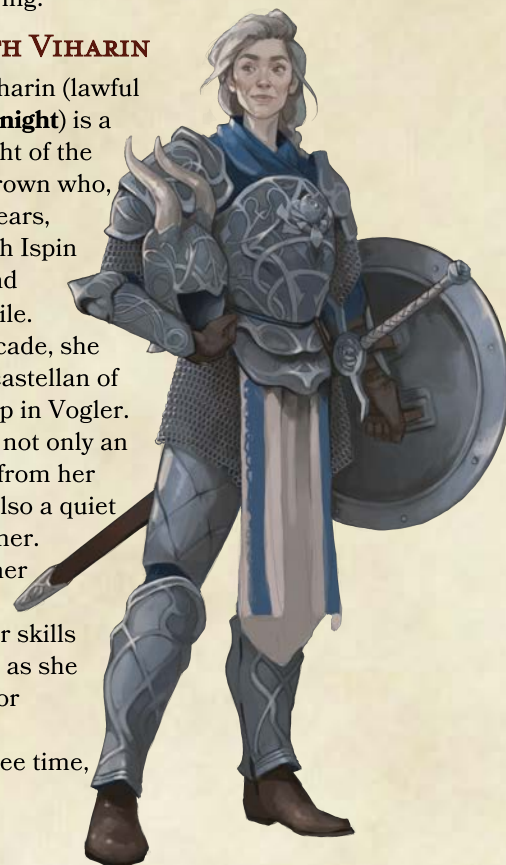 ing.
TH VIHARIN
harin (lawful
night) is a
ht of the
rown who,
ears,
h Ispin
nd
ile.
cade, she
castellan of
p in Vogler.
not only an
from her
lso a quiet
her.
her
r skills
as she
or
ee time,